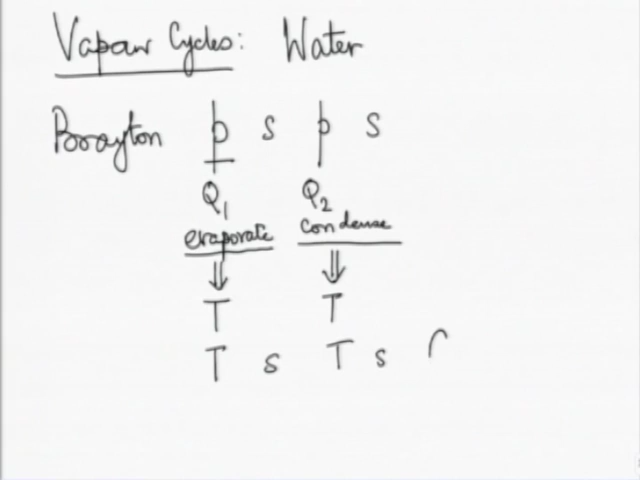 Vapour Cycles: Water
Brayton p s p s
Q1 Q2
evaporate condense
⇓ ⇓
T T
T s T s (